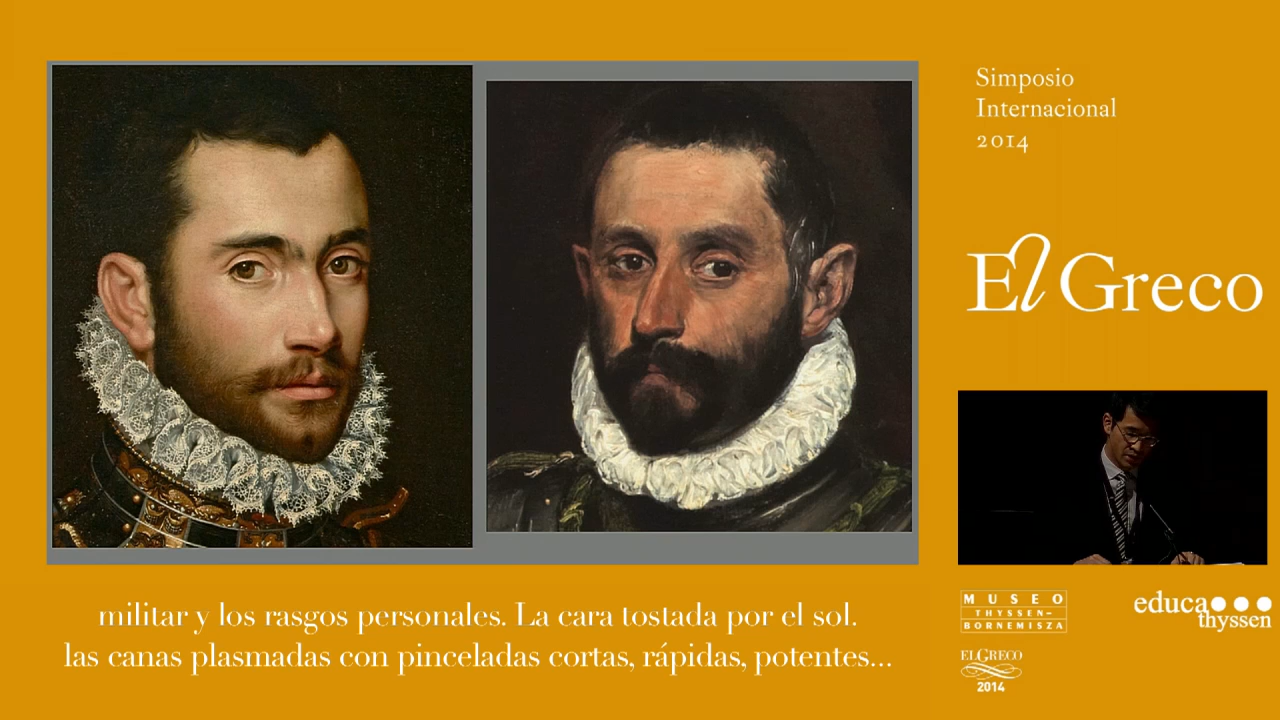 Simposio
Internacional
2014
El Greco
militar y los rasgos personales. La cara tostada por el sol.
las canas plasmadas con pinceladas cortas, rápidas, potentes...
MUSEO
THYSSEN-
BORNEMISZA
educa
thyssen
EL GRECO
2014